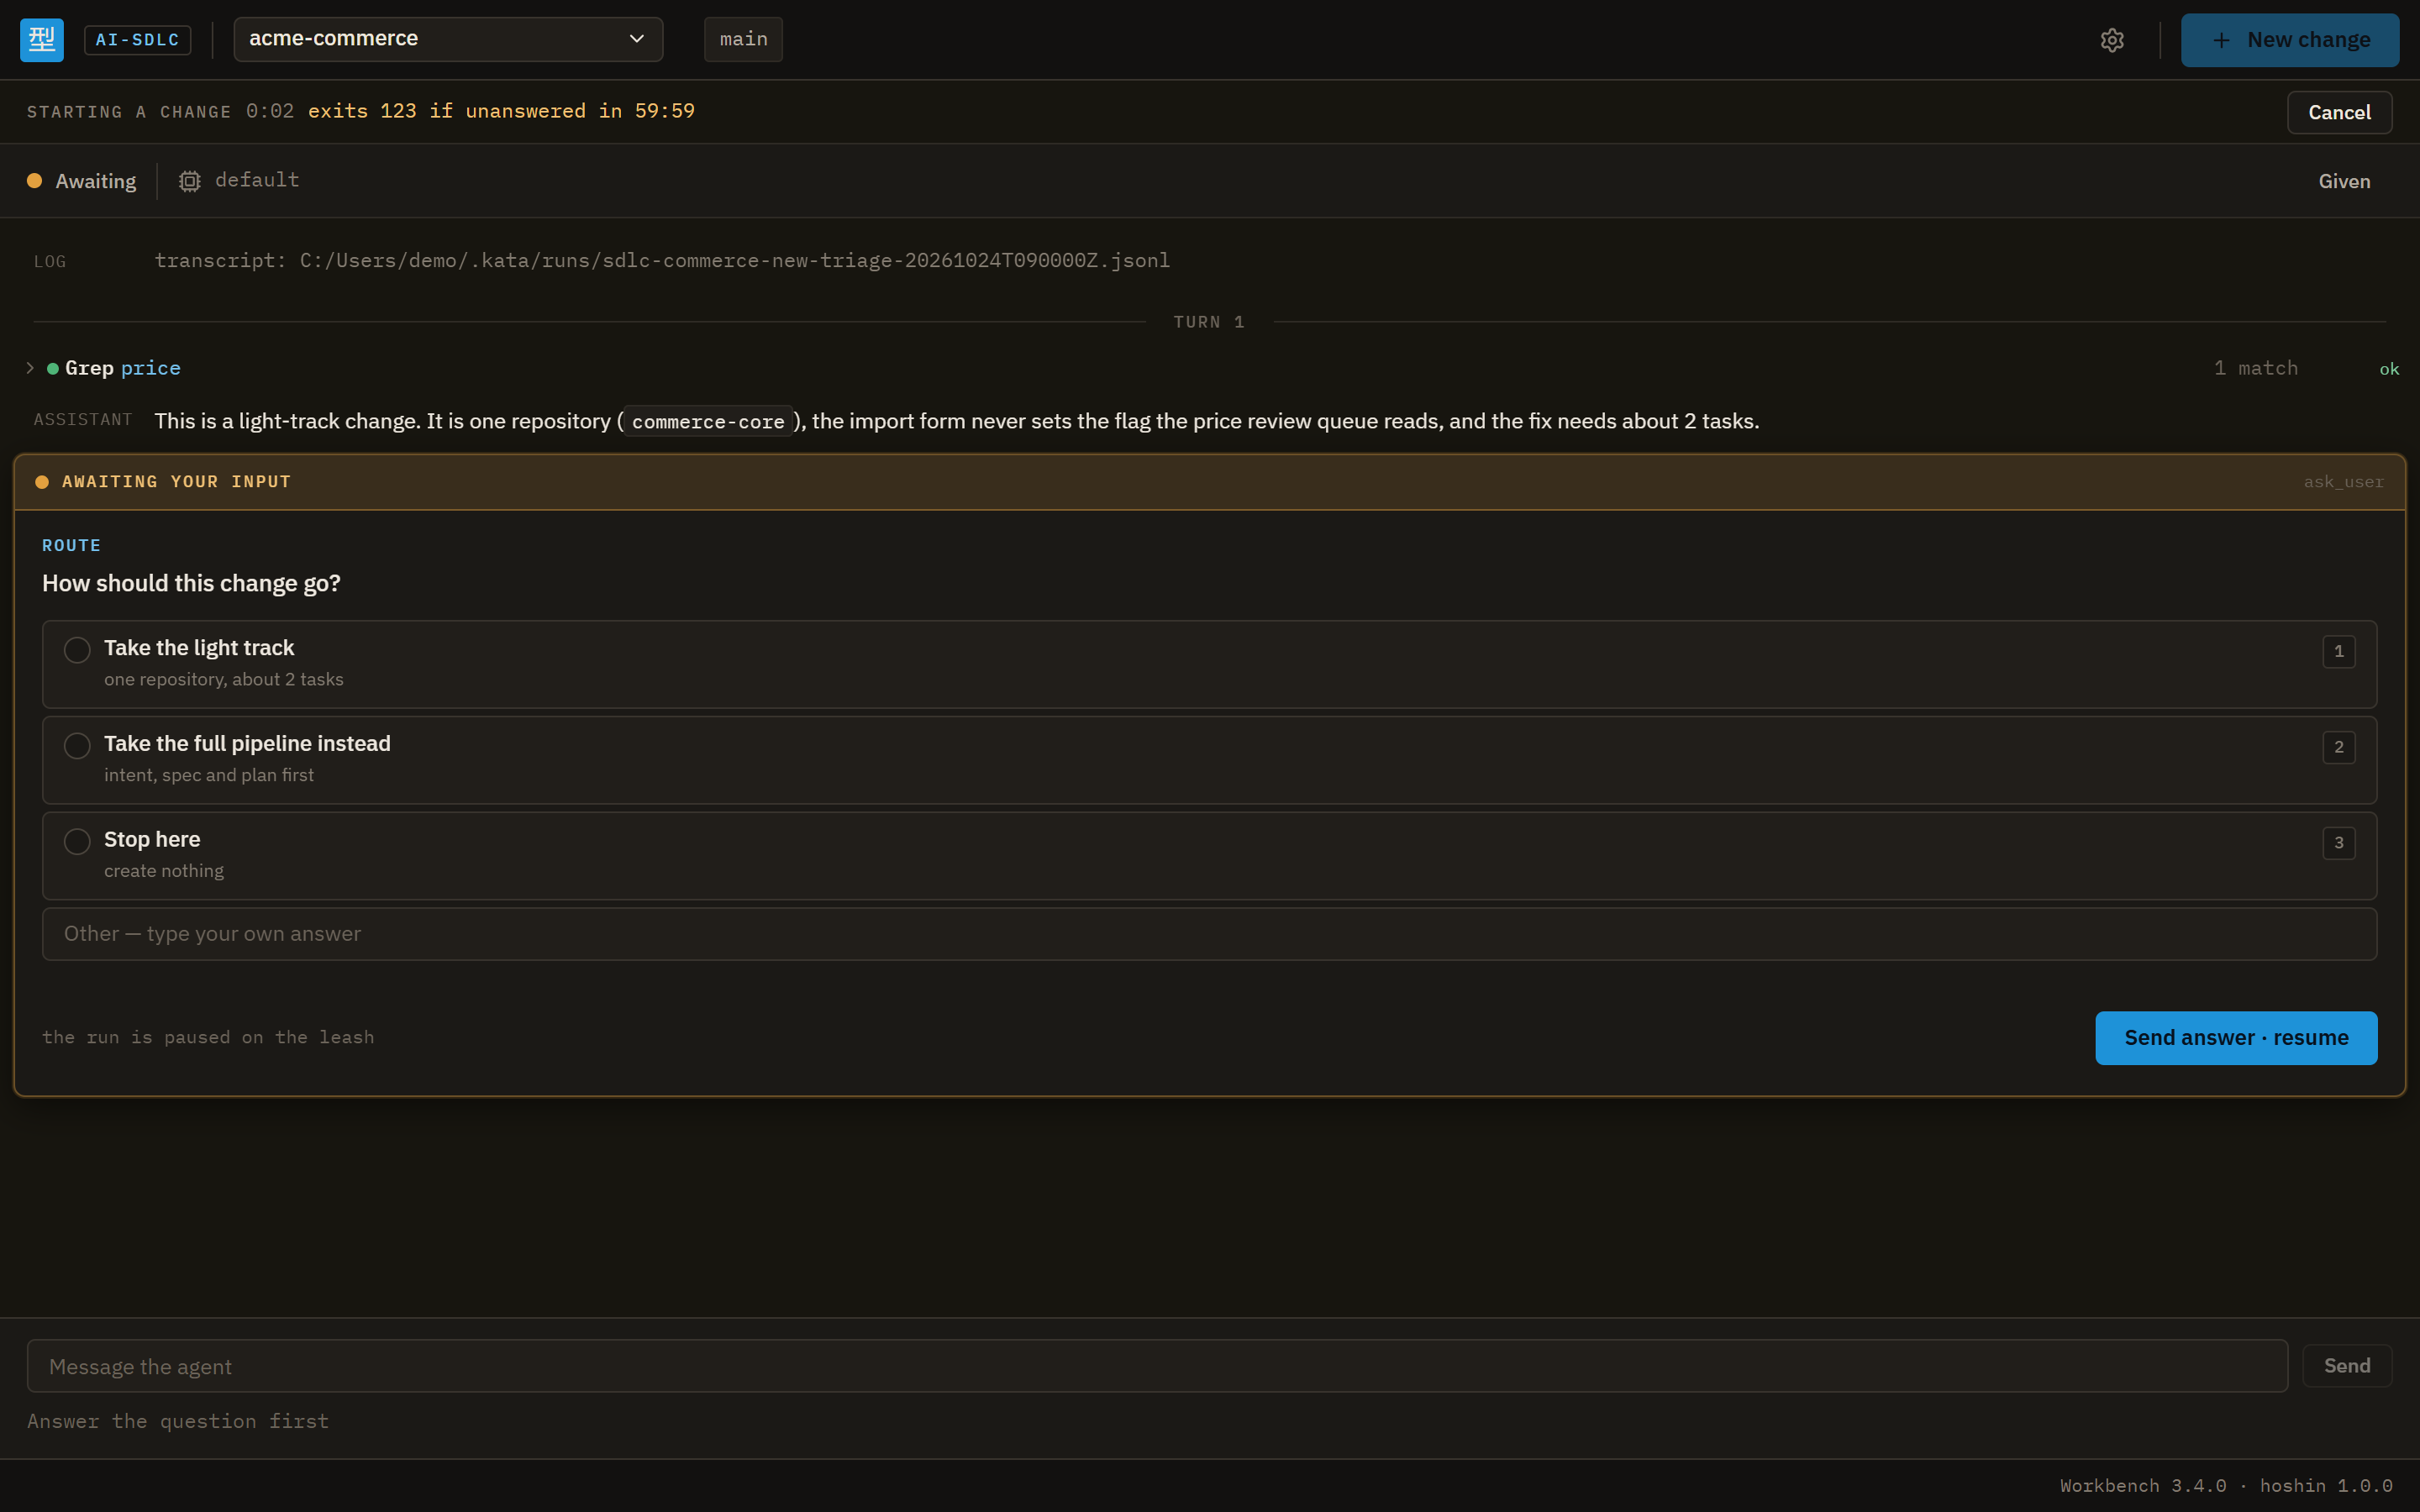 型 AI-SDLC acme-commerce main + New change
STARTING A CHANGE 0:02 exits 123 if unanswered in 59:59 Cancel
Awaiting default Given
LOG transcript: C:/Users/demo/.kata/runs/sdlc-commerce-new-triage-20261024T090000Z.jsonl
TURN 1
Grep price 1 match ok
ASSISTANT This is a light-track change. It is one repository (commerce-core), the import form never sets the flag the price review queue reads, and the fix needs about 2 tasks.
AWAITING YOUR INPUT ask_user
ROUTE
How should this change go?
Take the light track 1
one repository, about 2 tasks
Take the full pipeline instead 2
intent, spec and plan first
Stop here 3
create nothing
Other — type your own answer
the run is paused on the leash Send answer · resume
Message the agent Send
Answer the question first
Workbench 3.4.0 · hoshin 1.0.0